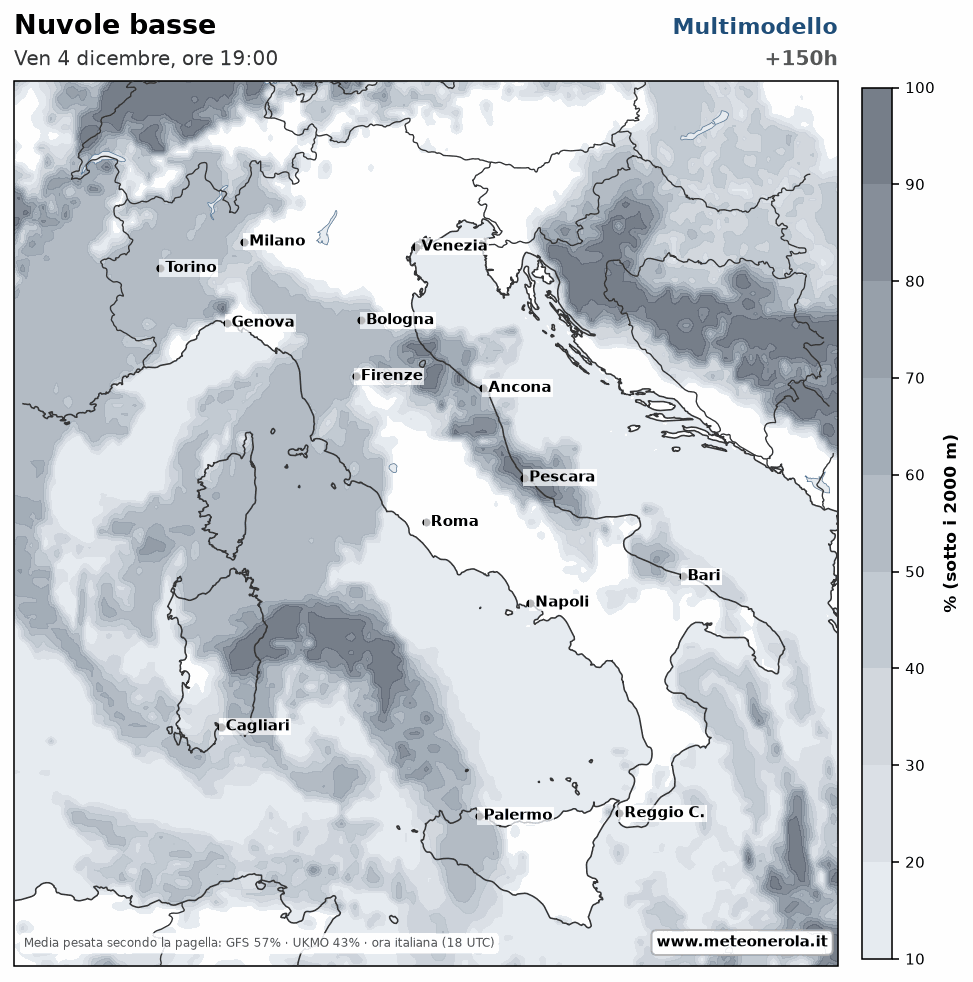 Nuvole basse
Multimodello
Ven 4 dicembre, ore 19:00
+150h
Milano
Venezia
Torino
Genova
Bologna
Firenze
Ancona
Pescara
Roma
Bari
Napoli
Cagliari
Palermo
Reggio C.
Media pesata secondo la pagella: GFS 57% · UKMO 43% · ora italiana (18 UTC)
www.meteonerola.it
100
90
80
70
60
50
40
30
20
10
% (sotto i 2000 m)